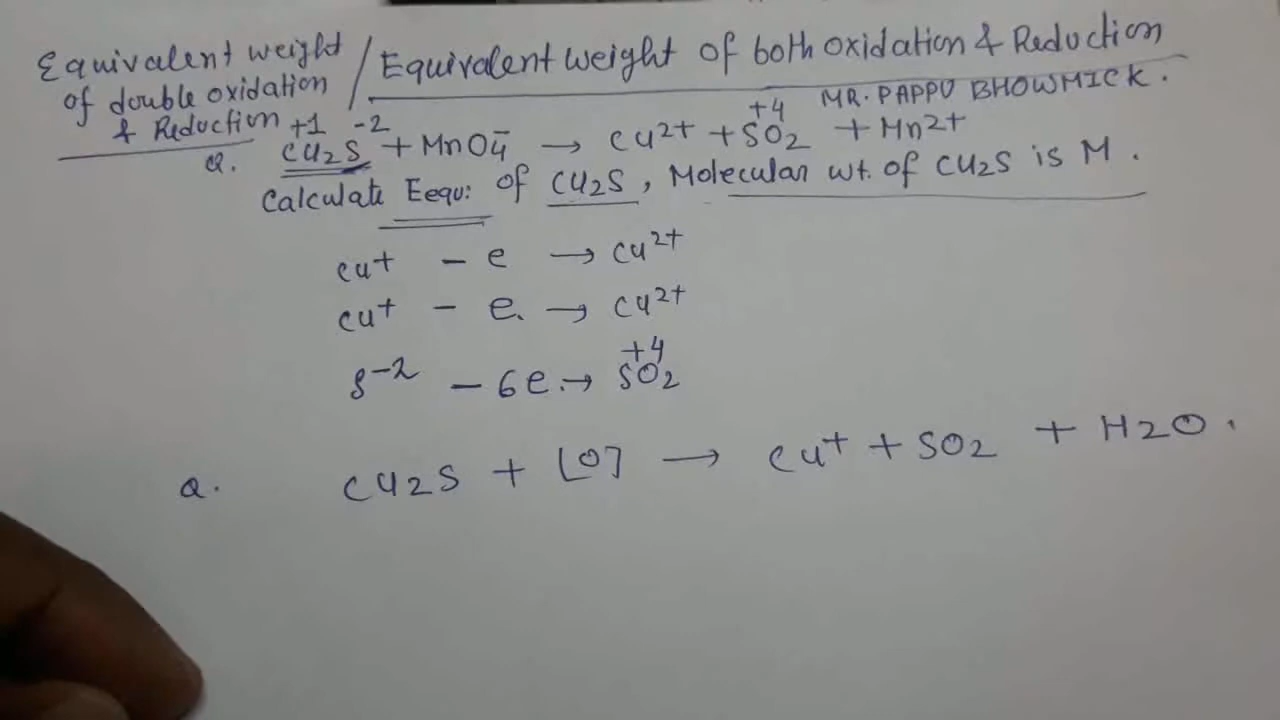 Equivalent weight of double oxidation & Reduction / Equivalent weight of both oxidation & Reduction
MR. PAPPU BHOWMICK.
+1 -2 +4
Q. Cu2S + MnO4- → Cu2+ + SO2 + Mn2+
Calculate Eequ: of Cu2S, Molecular wt. of Cu2S is M.
Cu+ - e → Cu2+
Cu+ - e. → Cu2+
+4
S-2 - 6e. → SO2
Q. Cu2S + [O] → Cu+ + SO2 + H2O.